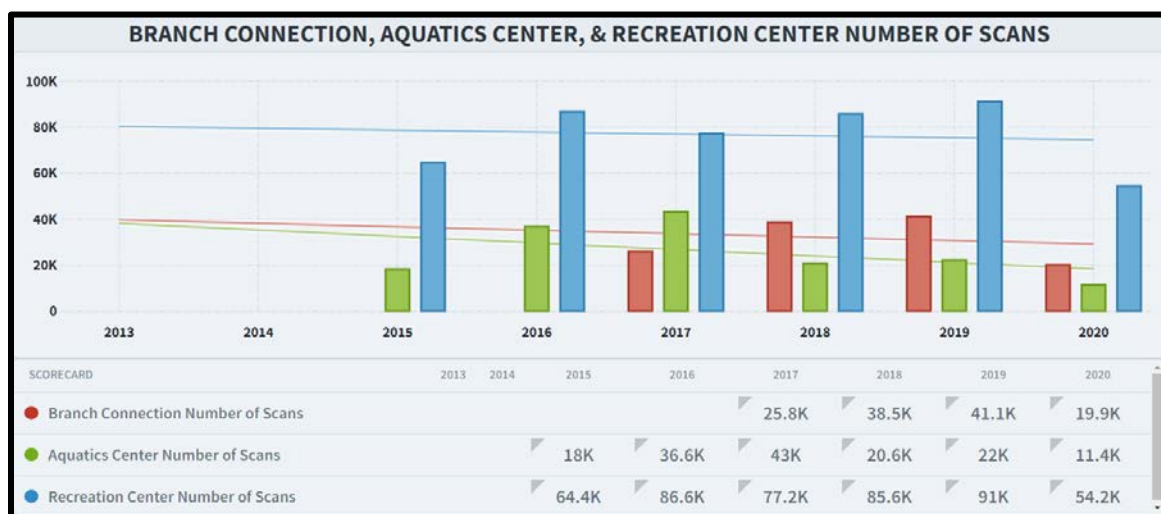 BRANCH CONNECTION, AQUATICS CENTER, & RECREATION CENTER NUMBER OF SCANS
100K
80K
60K
40K
20K
0
2013 2014 2015 2016 2017 2018 2019 2020
SCORECARD 2013 2014 2015 2016 2017 2018 2019 2020
Branch Connection Number of Scans 25.8K 38.5K 41.1K 19.9K
Aquatics Center Number of Scans 18K 36.6K 43K 20.6K 22K 11.4K
Recreation Center Number of Scans 64.4K 86.6K 77.2K 85.6K 91K 54.2K